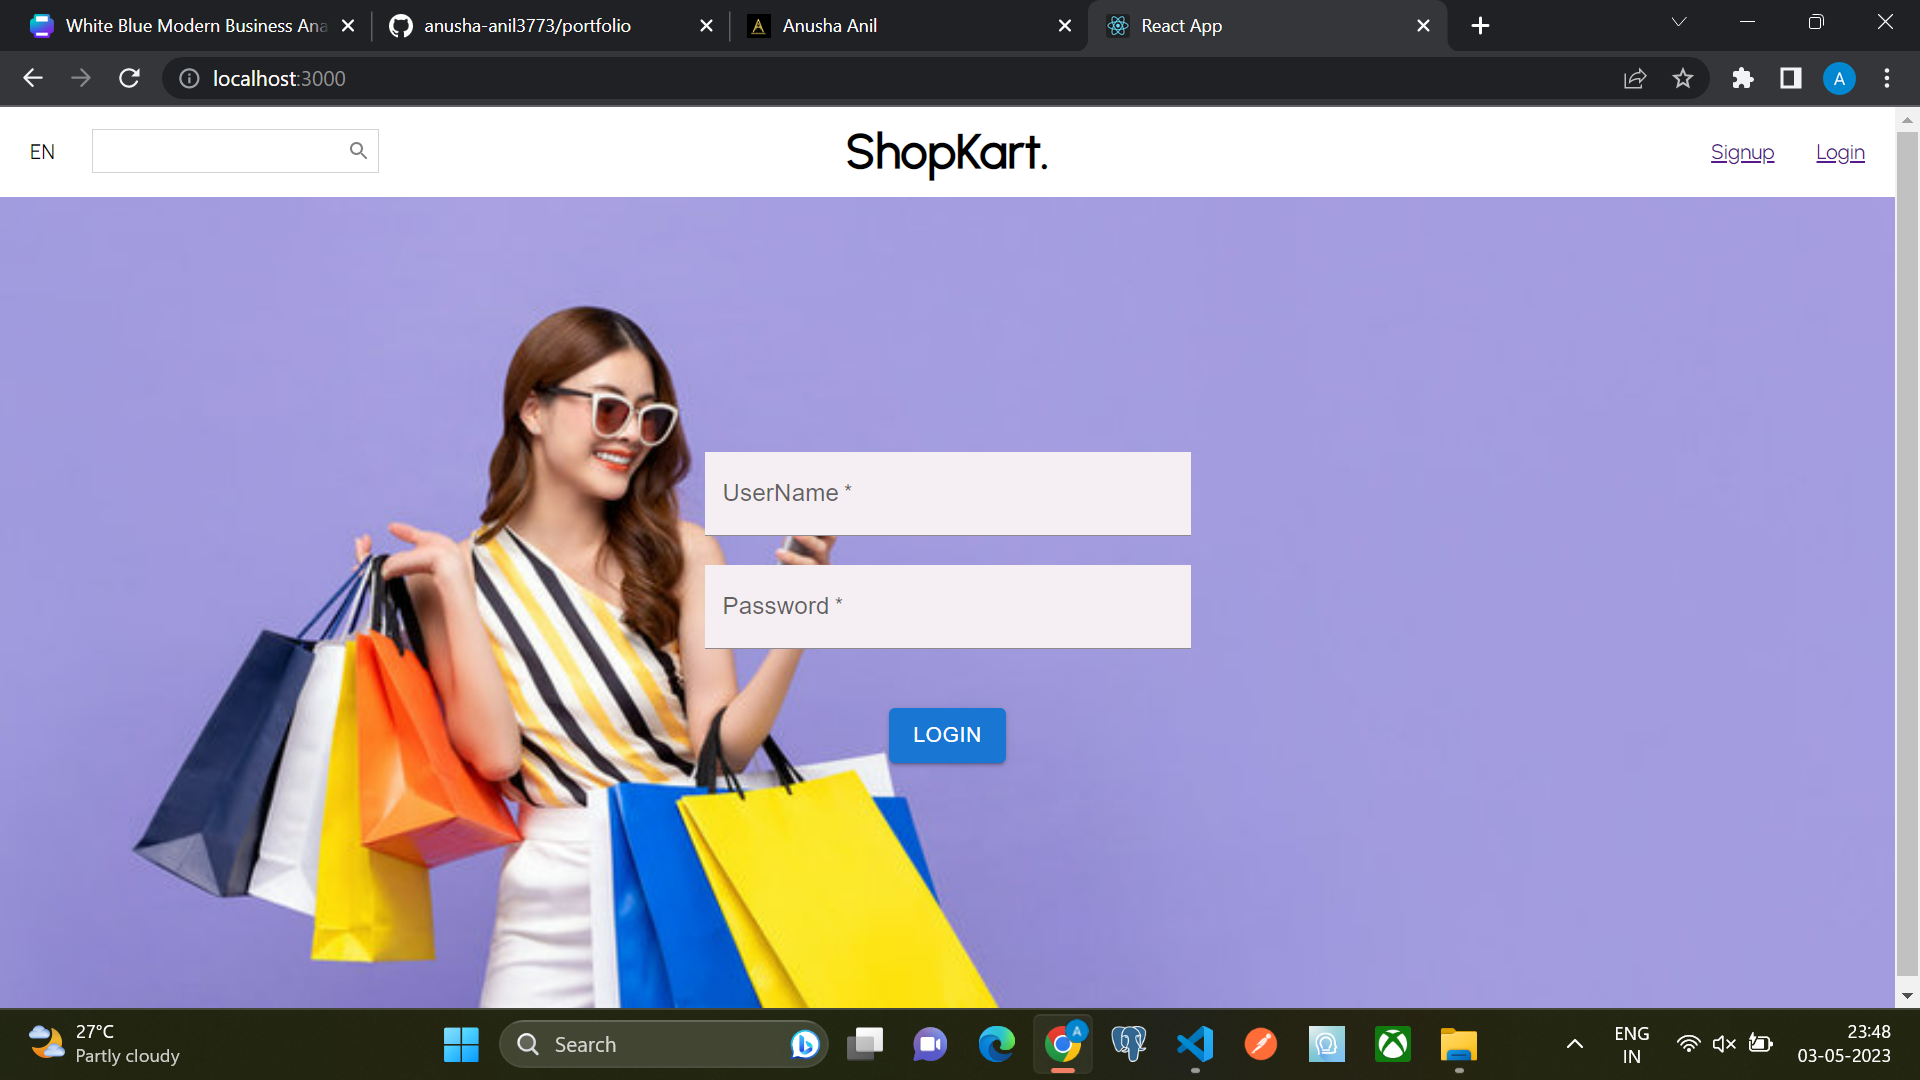 White Blue Modern Business Ana
anusha-anil3773/portfolio
Anusha Anil
React App
localhost:3000
A
EN
ShopKart.
Signup
Login
UserName *
Password *
LOGIN
27°C
Partly cloudy
Search
A
ENG
IN
23:48
03-05-2023